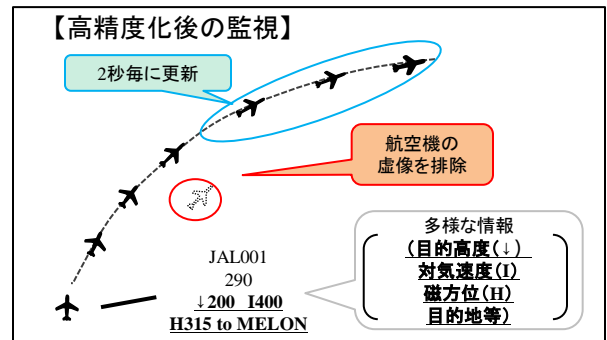 【高精度化後の監視】
2秒毎に更新
航空機の
虚像を排除
JAL001
290
↓200 I400
H315 to MELON
多様な情報
(目的高度(↓)
対気速度(I)
磁方位(H)
目的地等)